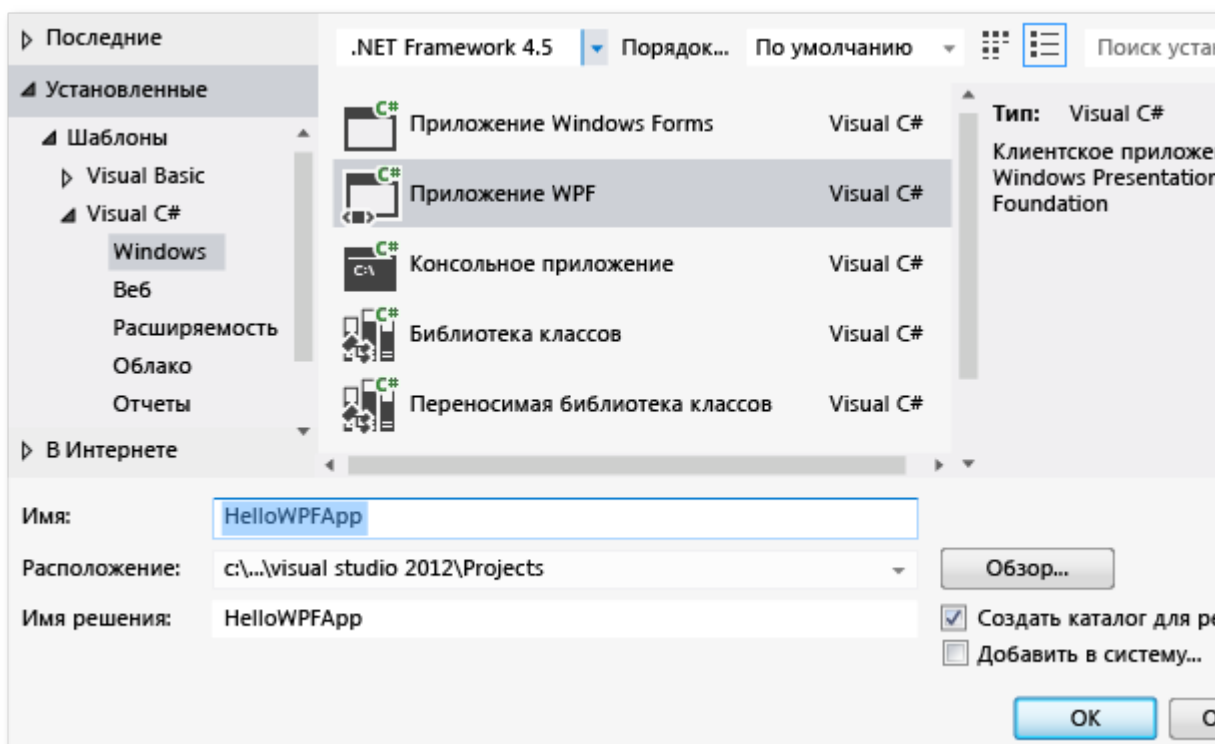 Последние
.NET Framework 4.5 Порядок... По умолчанию Поиск уста
Установленные
Шаблоны
Visual Basic
Visual C#
Windows
Веб
Расширяемость
Облако
Отчеты
В Интернете
C# Приложение Windows Forms Visual C#
C# Приложение WPF Visual C#
C# C:\ Консольное приложение Visual C#
C# Библиотека классов Visual C#
C# Переносимая библиотека классов Visual C#
Тип: Visual C#
Клиентское приложе
Windows Presentation
Foundation
Имя: HelloWPFApp
Расположение: c:\...\visual studio 2012\Projects Обзор...
Имя решения: HelloWPFApp Создать каталог для ре
Добавить в систему...
OK О